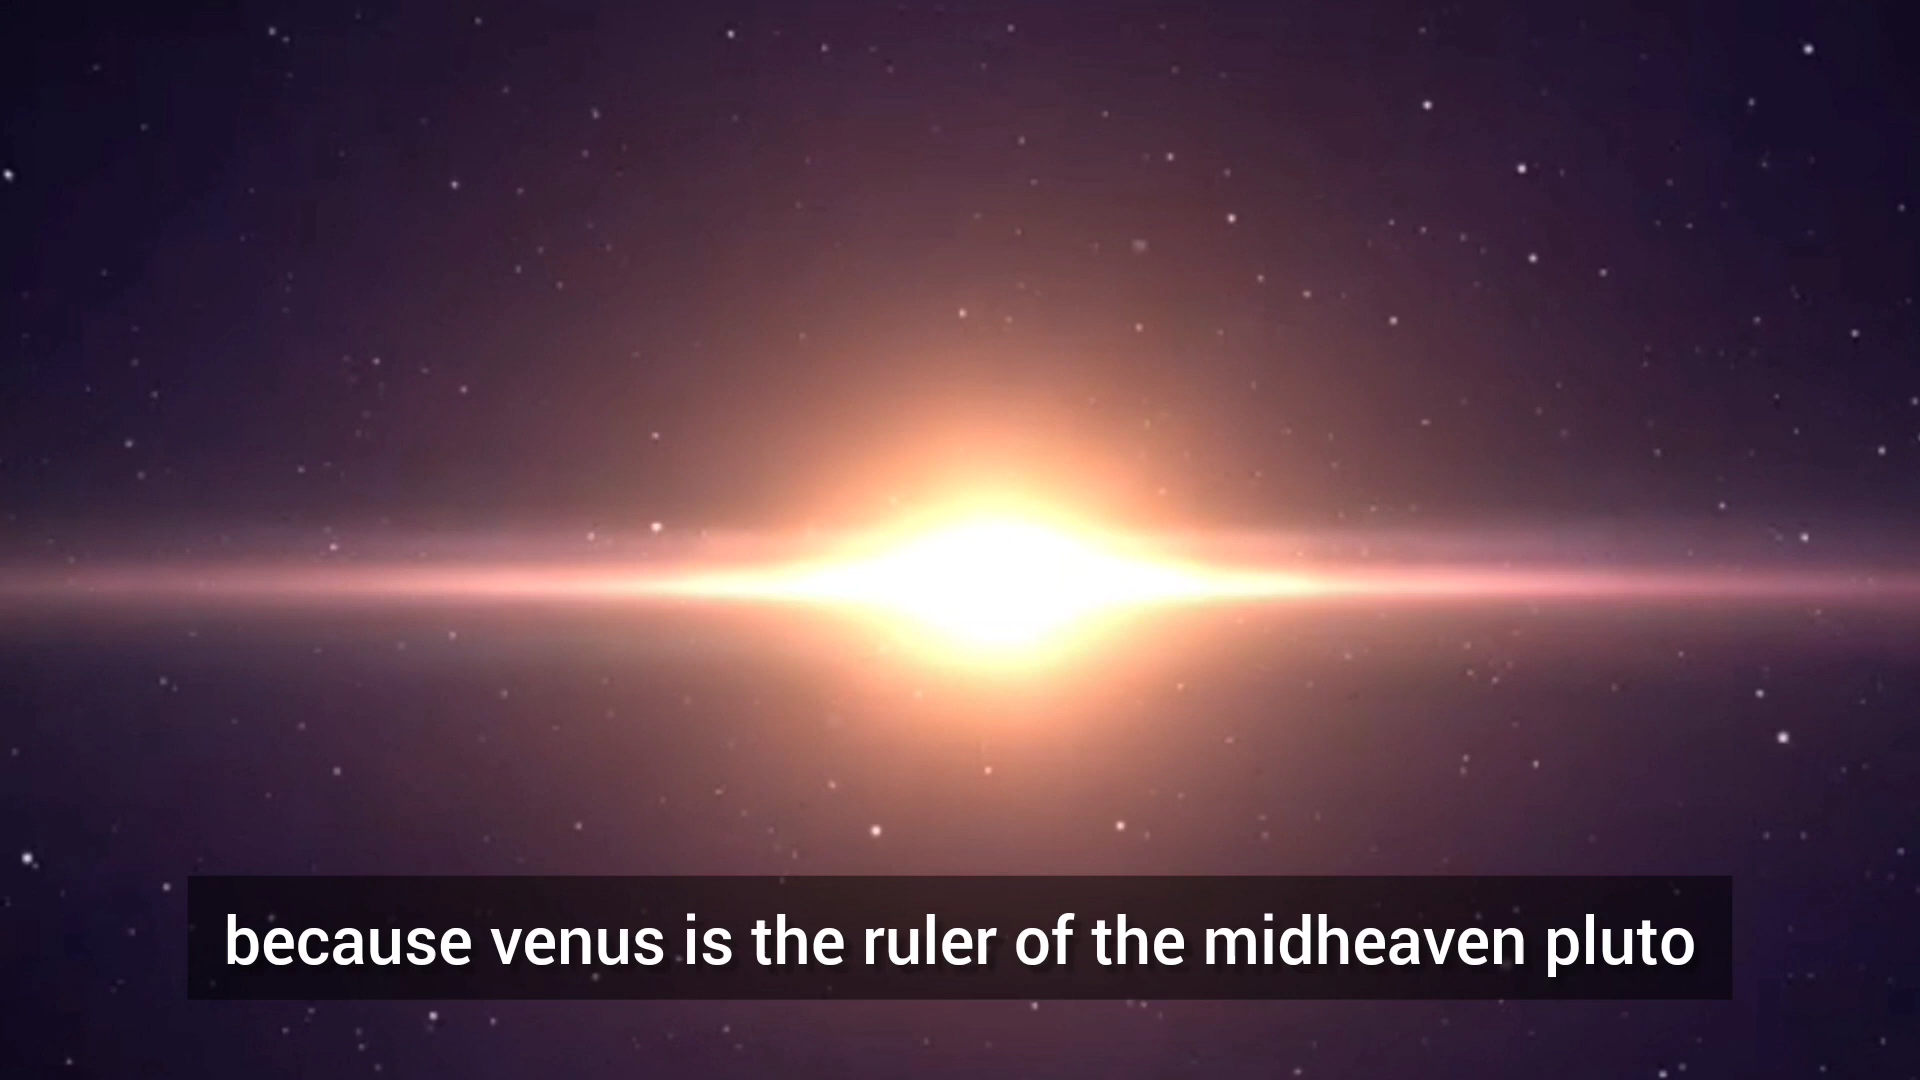 because venus is the ruler of the midheaven pluto